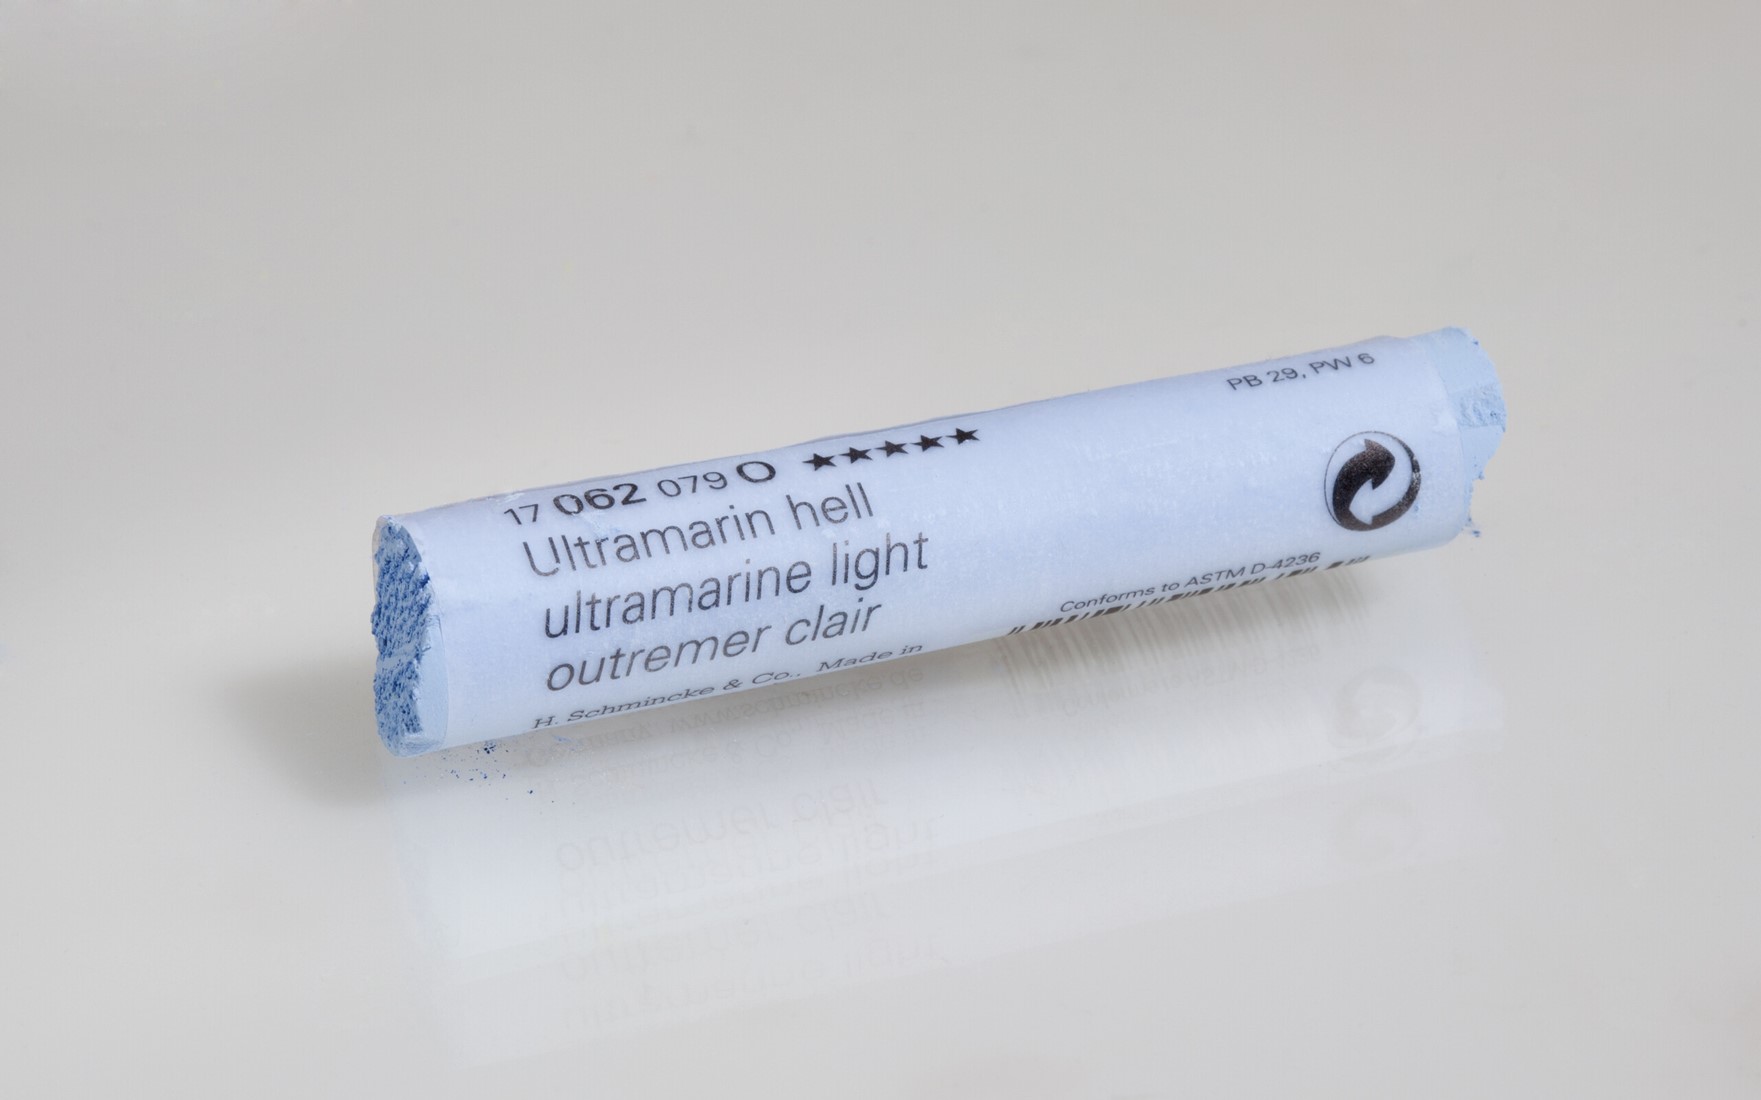 PB 29, PW 6
17 062 079 O ★★★★★
Ultramarin hell
ultramarine light
outremer clair
H. Schmincke & Co., Made in
Conforms to ASTM D-4236